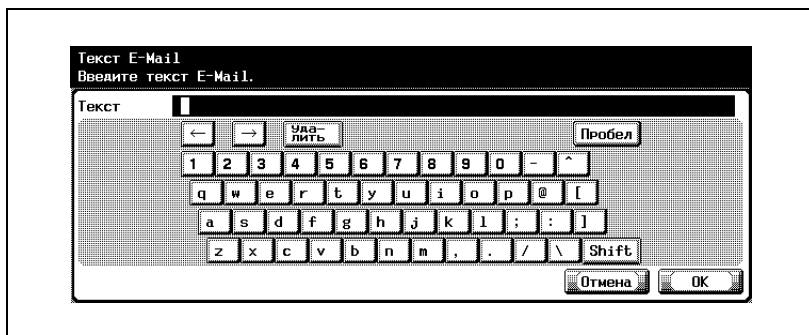 Текст E-Mail
Введите текст E-Mail.
Текст
← → Уда-
лить Пробел
1 2 3 4 5 6 7 8 9 0 - ^
q w e r t y u i o p @ [
a s d f g h j k l ; : ]
z x c v b n m , . / \ Shift
Отмена OK